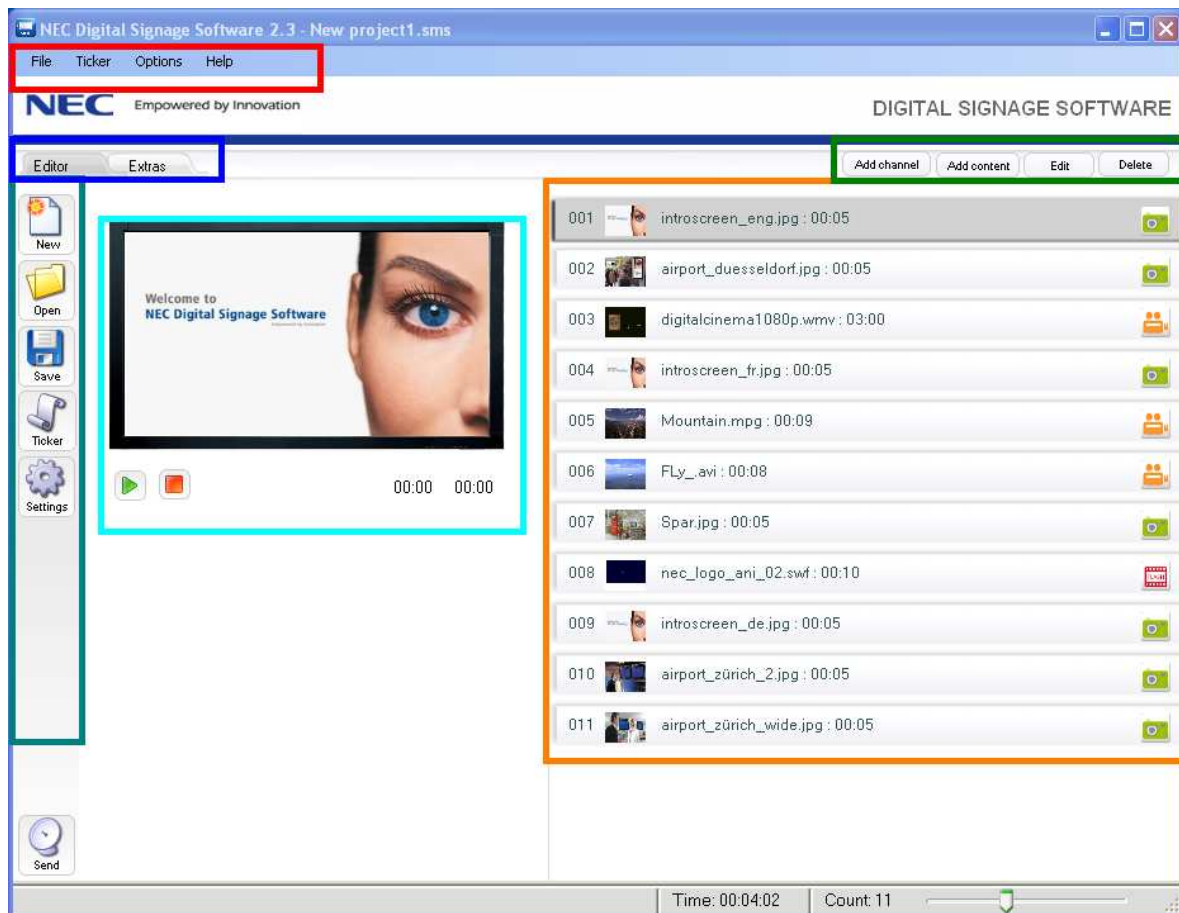 NEC Digital Signage Software 2.3 - New project1.sms
File Ticker Options Help
NEC Empowered by Innovation
DIGITAL SIGNAGE SOFTWARE
Editor Extras
Add channel Add content Edit Delete
New
Open
Save
Ticker
Settings
Send
Welcome to
NEC Digital Signage Software
Empowered by Innovation
00:00 00:00
001 introscreen_eng.jpg : 00:05
002 airport_duesseldorf.jpg : 00:05
003 digitalcinema1080p.wmv : 03:00
004 introscreen_fr.jpg : 00:05
005 Mountain.mpg : 00:09
006 FLy_.avi : 00:08
007 Spar.jpg : 00:05
008 nec_logo_ani_02.swf : 00:10
009 introscreen_de.jpg : 00:05
010 airport_zürich_2.jpg : 00:05
011 airport_zürich_wide.jpg : 00:05
Time: 00:04:02 Count: 11